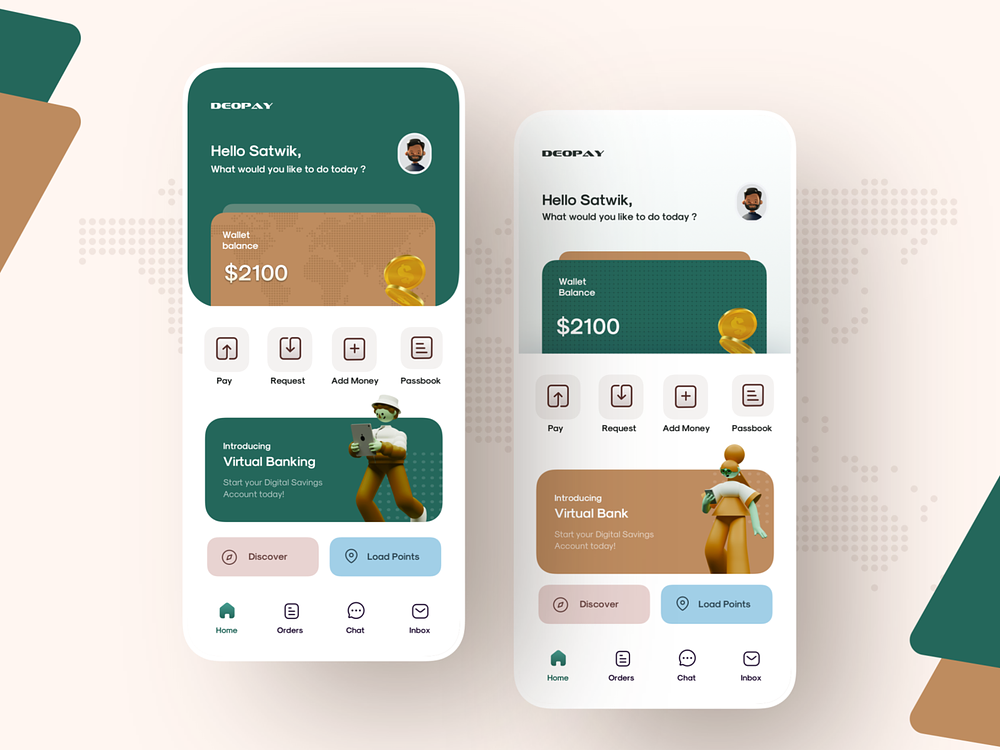 DEOPAY
Hello Satwik,
What would you like to do today ?
Wallet
balance
$2100
Pay
Request
Add Money
Passbook
Introducing
Virtual Banking
Start your Digital Savings
Account today!
Discover
Load Points
Home
Orders
Chat
Inbox
DEOPAY
Hello Satwik,
What would you like to do today ?
Wallet
Balance
$2100
Pay
Request
Add Money
Passbook
Introducing
Virtual Bank
Start your Digital Savings
Account today!
Discover
Load Points
Home
Orders
Chat
Inbox